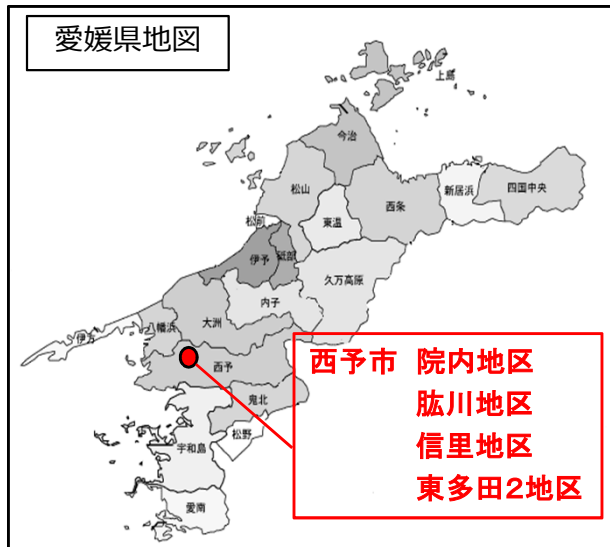 愛媛県地図
上島
今治
松山
西条
新居浜
四国中央
東温
松前
伊予
砥部
久万高原
内子
大洲
八幡浜
伊方
西予
鬼北
松野
宇和島
愛南
西予市 院内地区
肱川地区
信里地区
東多田2地区